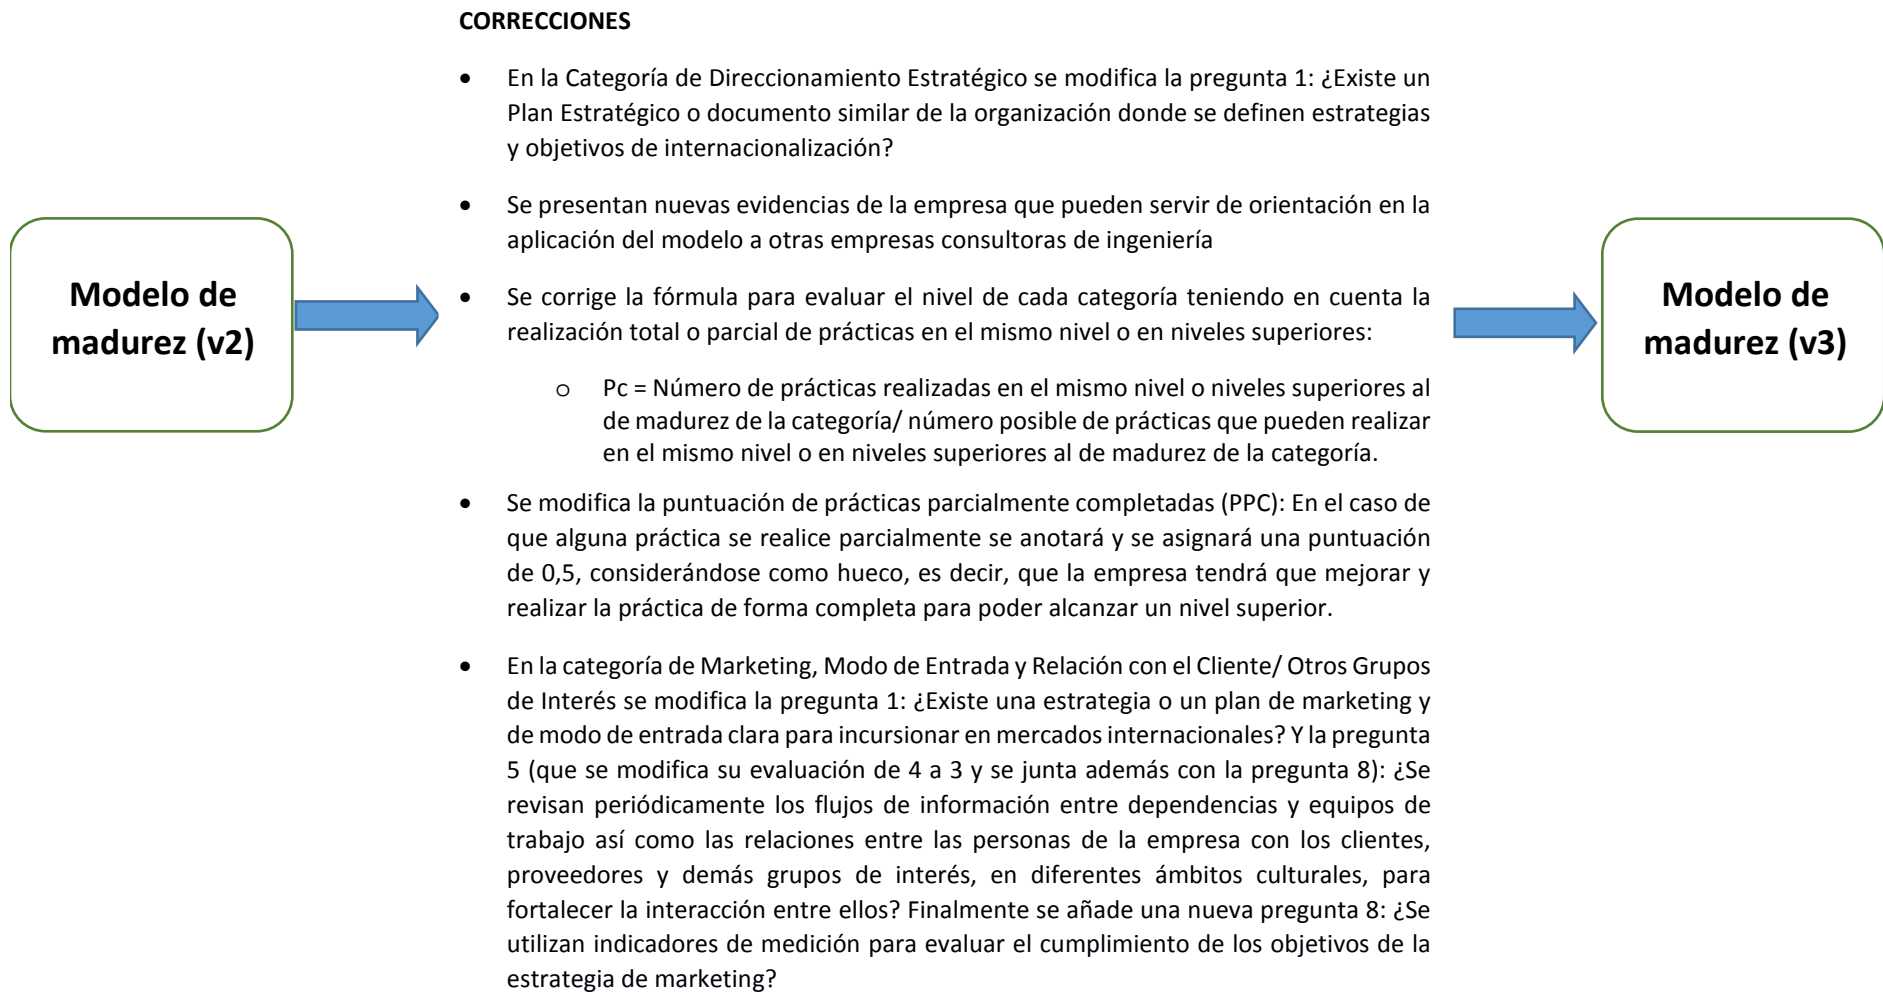 CORRECCIONES
• En la Categoría de Direccionamiento Estratégico se modifica la pregunta 1: ¿Existe un
Plan Estratégico o documento similar de la organización donde se definen estrategias
y objetivos de internacionalización?
• Se presentan nuevas evidencias de la empresa que pueden servir de orientación en la
aplicación del modelo a otras empresas consultoras de ingeniería
Modelo de
madurez (v2)
• Se corrige la fórmula para evaluar el nivel de cada categoría teniendo en cuenta la
realización total o parcial de prácticas en el mismo nivel o en niveles superiores:
o Pc = Número de prácticas realizadas en el mismo nivel o niveles superiores al
de madurez de la categoría/ número posible de prácticas que pueden realizar
en el mismo nivel o en niveles superiores al de madurez de la categoría.
• Se modifica la puntuación de prácticas parcialmente completadas (PPC): En el caso de
que alguna práctica se realice parcialmente se anotará y se asignará una puntuación
de 0,5, considerándose como hueco, es decir, que la empresa tendrá que mejorar y
realizar la práctica de forma completa para poder alcanzar un nivel superior.
• En la categoría de Marketing, Modo de Entrada y Relación con el Cliente/ Otros Grupos
de Interés se modifica la pregunta 1: ¿Existe una estrategia o un plan de marketing y
de modo de entrada clara para incursionar en mercados internacionales? Y la pregunta
5 (que se modifica su evaluación de 4 a 3 y se junta además con la pregunta 8): ¿Se
revisan periódicamente los flujos de información entre dependencias y equipos de
trabajo así como las relaciones entre las personas de la empresa con los clientes,
proveedores y demás grupos de interés, en diferentes ámbitos culturales, para
fortalecer la interacción entre ellos? Finalmente se añade una nueva pregunta 8: ¿Se
utilizan indicadores de medición para evaluar el cumplimiento de los objetivos de la
estrategia de marketing?
Modelo de
madurez (v3)